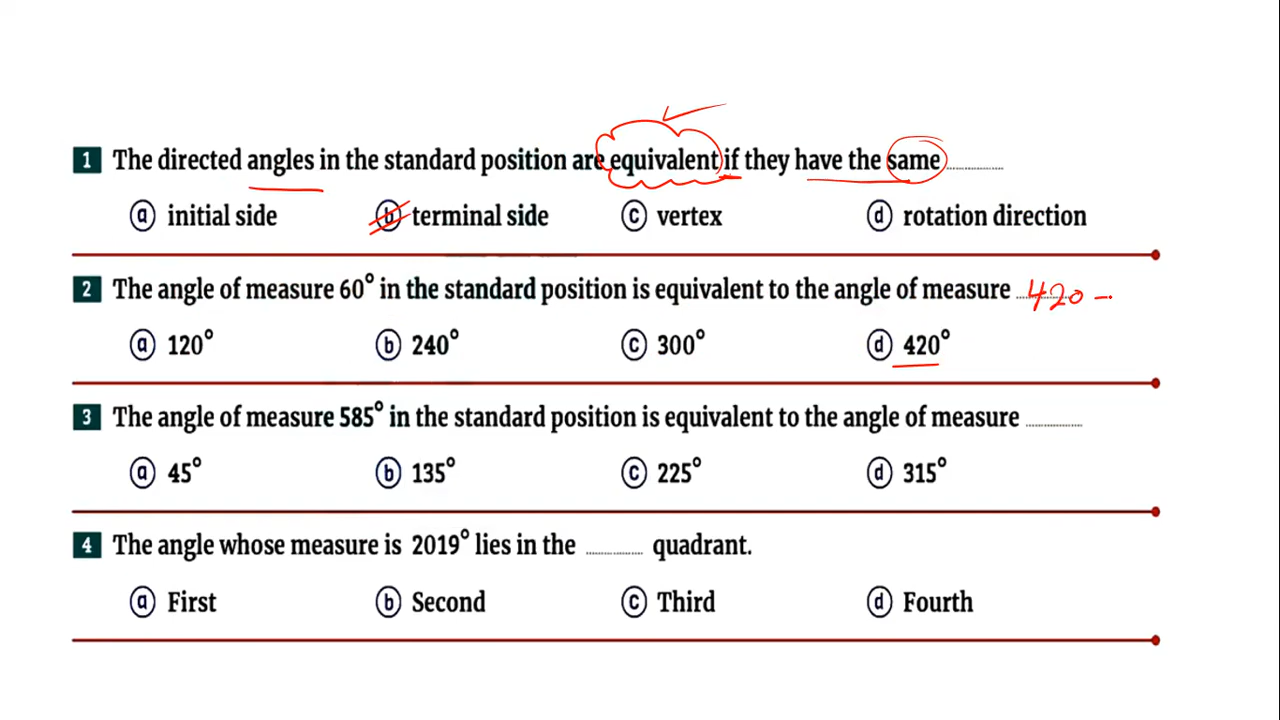 1 The directed angles in the standard position are equivalent if they have the same ............
a initial side b terminal side c vertex d rotation direction
2 The angle of measure 60° in the standard position is equivalent to the angle of measure ............ 420 –
a 120° b 240° c 300° d 420°
3 The angle of measure 585° in the standard position is equivalent to the angle of measure ............
a 45° b 135° c 225° d 315°
4 The angle whose measure is 2019° lies in the ............ quadrant.
a First b Second c Third d Fourth